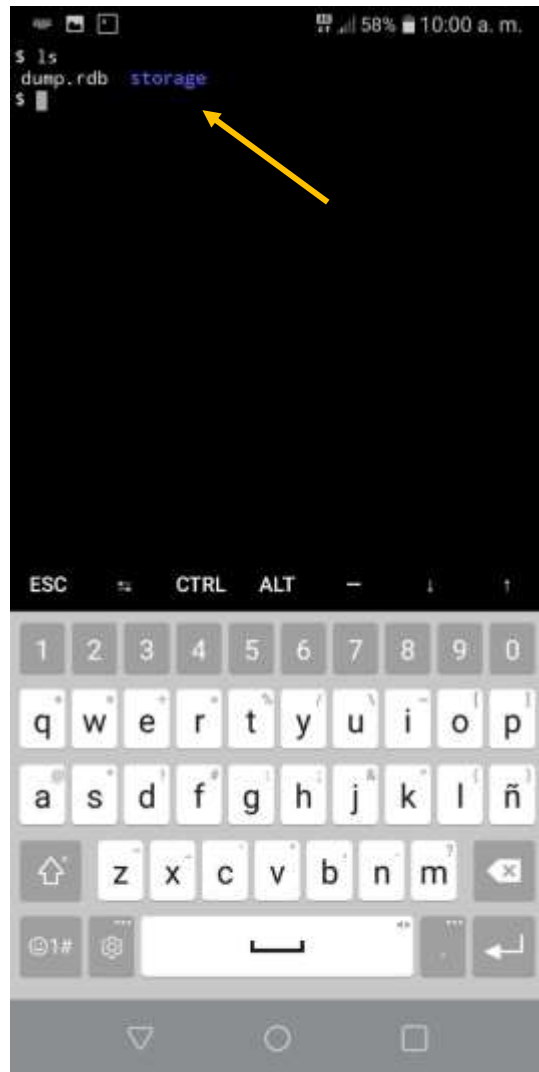 58% 10:00 a. m.
$ ls
dump.rdb storage
$
ESC CTRL ALT — ↓ ↑
1 2 3 4 5 6 7 8 9 0
q w e r t y u i o p
a s d f g h j k l ñ
z x c v b n m
1#